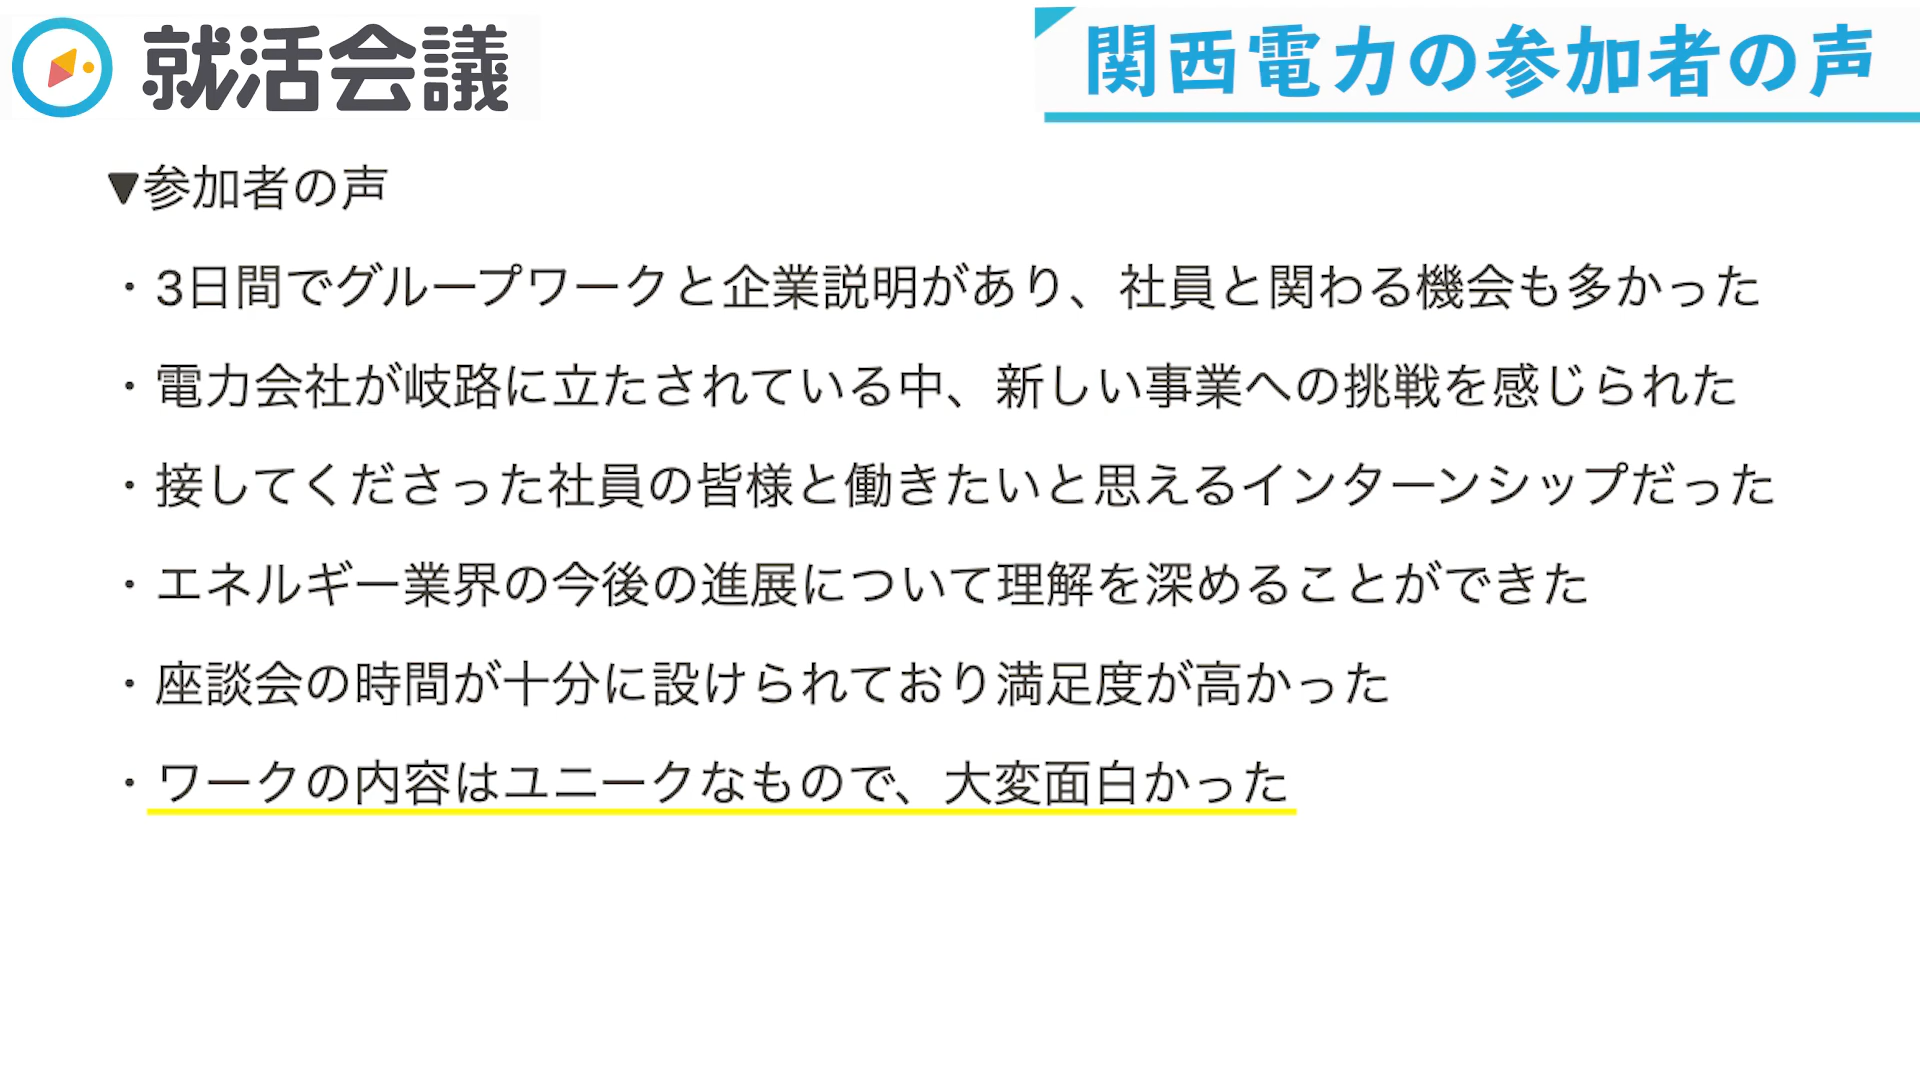 就活会議
関西電力の参加者の声
▼参加者の声
・3日間でグループワークと企業説明があり、社員と関わる機会も多かった
・電力会社が岐路に立たされている中、新しい事業への挑戦を感じられた
・接してくださった社員の皆様と働きたいと思えるインターンシップだった
・エネルギー業界の今後の進展について理解を深めることができた
・座談会の時間が十分に設けられており満足度が高かった
・ワークの内容はユニークなもので、大変面白かった